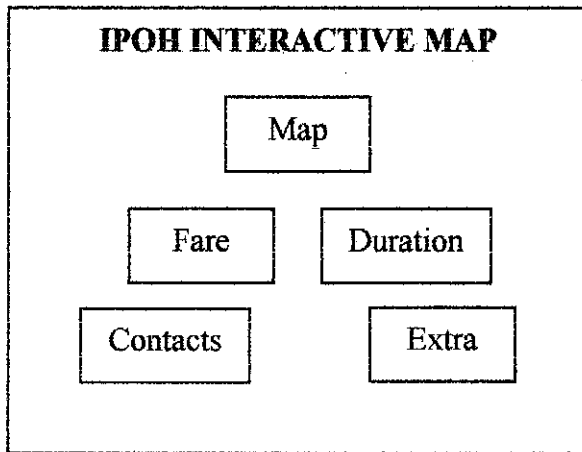 IPOH INTERACTIVE MAP
Map
Fare Duration
Contacts Extra